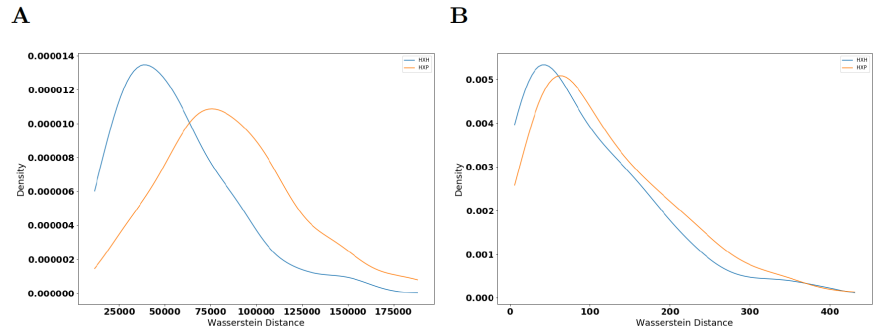 A
B
0.000014
0.000012
0.000010
0.000008
0.000006
0.000004
0.000002
0.000000
Density
25000 50000 75000 100000 125000 150000 175000
Wasserstein Distance
HXH
HXP
0.005
0.004
0.003
0.002
0.001
0.000
Density
0 100 200 300 400
Wasserstein Distance
HXH
HXP